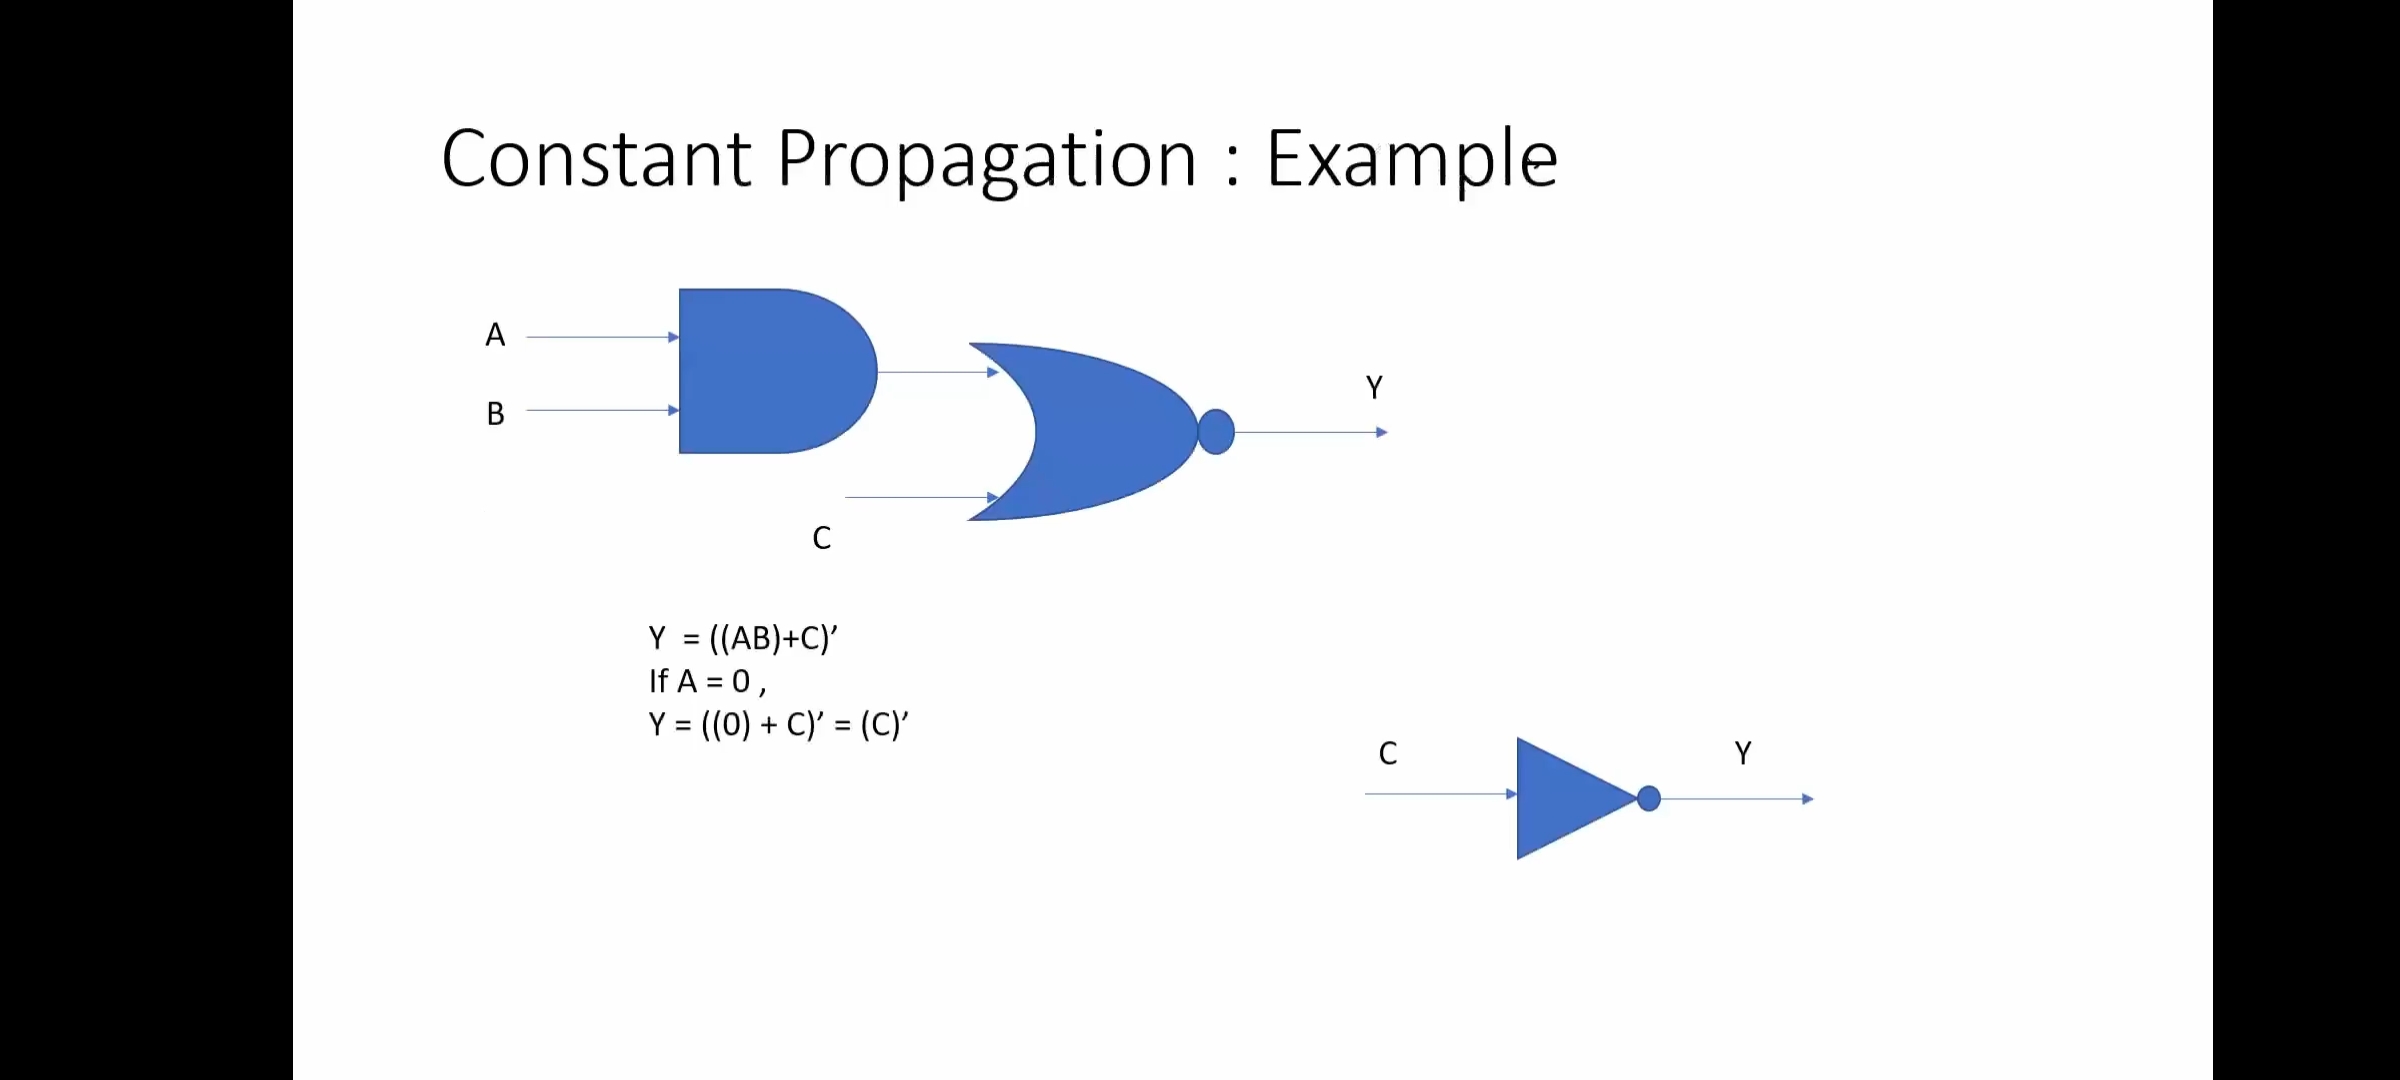 Constant Propagation : Example
A
B
Y
C
Y = ((AB)+C)’
If A = 0 ,
Y = ((0) + C)’ = (C)’
C
Y